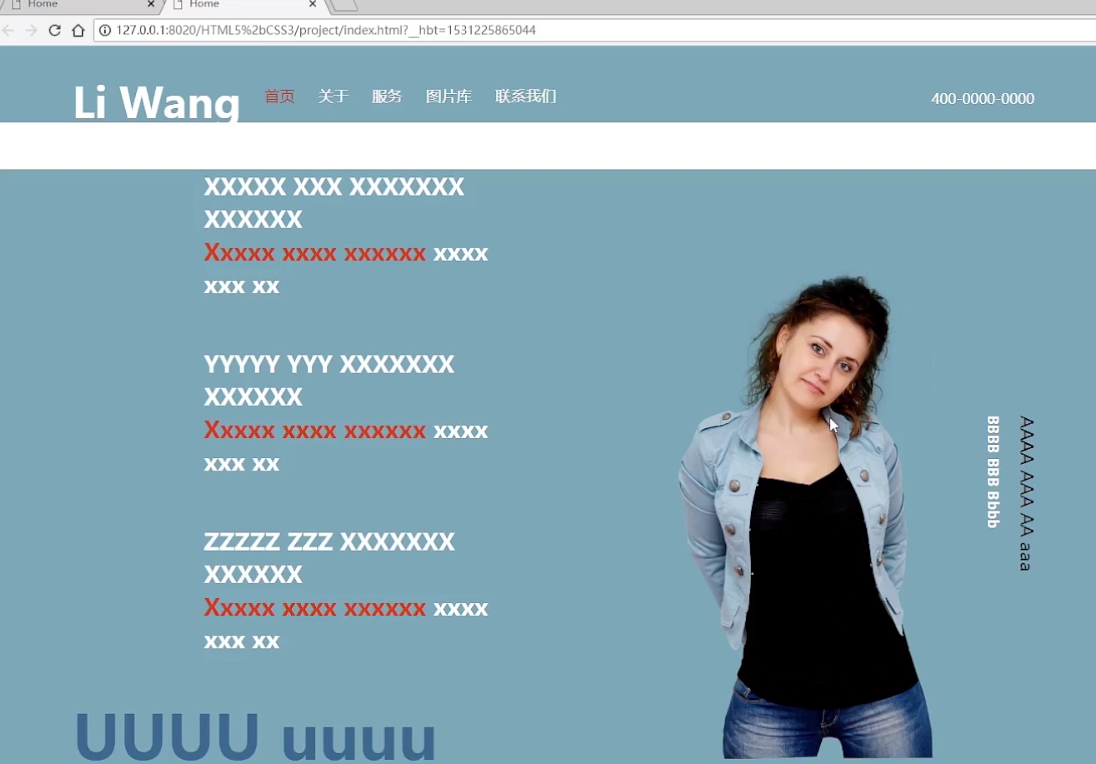 Home
Home
127.0.0.1:8020/HTML5%2bCSS3/project/index.html?__hbt=1531225865044
Li Wang 首页 关于 服务 图片库 联系我们 400-0000-0000
XXXXX XXX XXXXXXX
XXXXXX
Xxxxx xxxx xxxxxx xxxx
xxx xx
YYYYY YYY XXXXXXX
XXXXXX
Xxxxx xxxx xxxxxx xxxx
xxx xx
ZZZZZ ZZZ XXXXXXX
XXXXXX
Xxxxx xxxx xxxxxx xxxx
xxx xx
AAAA AAA AA aaa
BBBB BBB Bbbb
UUUU uuuu